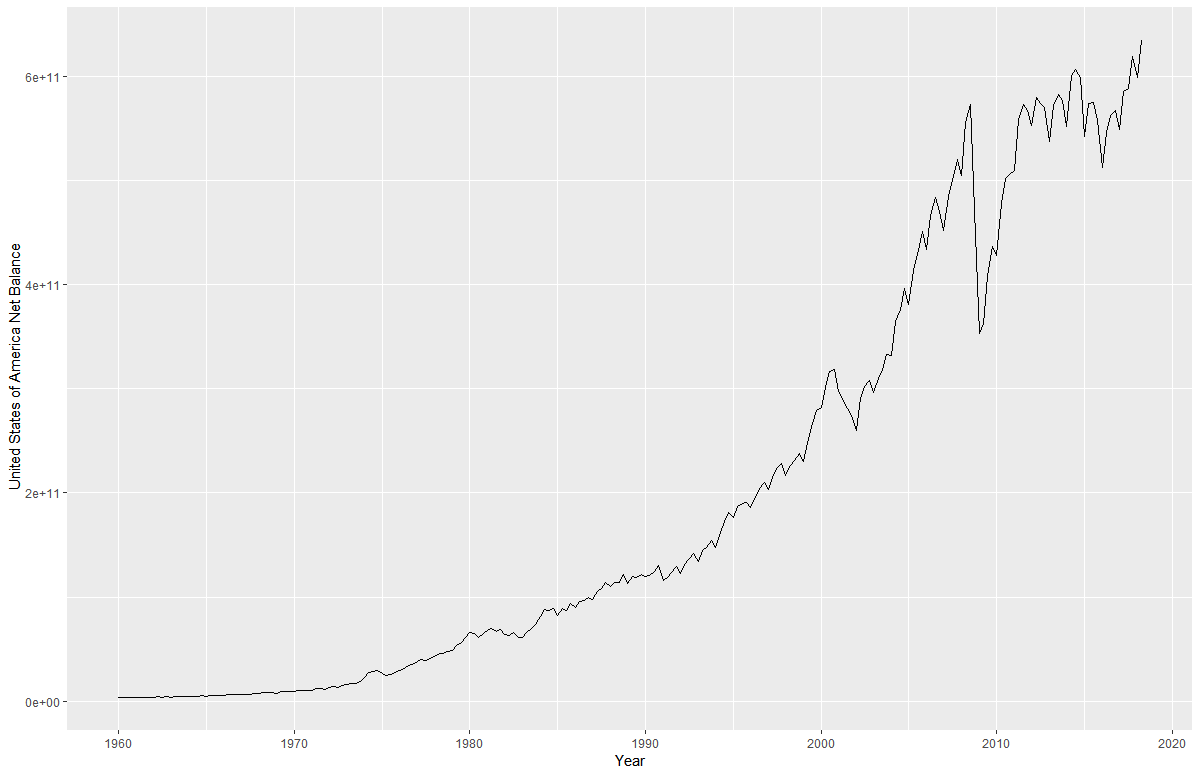 United States of America Net Balance
6e+11
4e+11
2e+11
0e+00
1960 1970 1980 1990 2000 2010 2020
Year